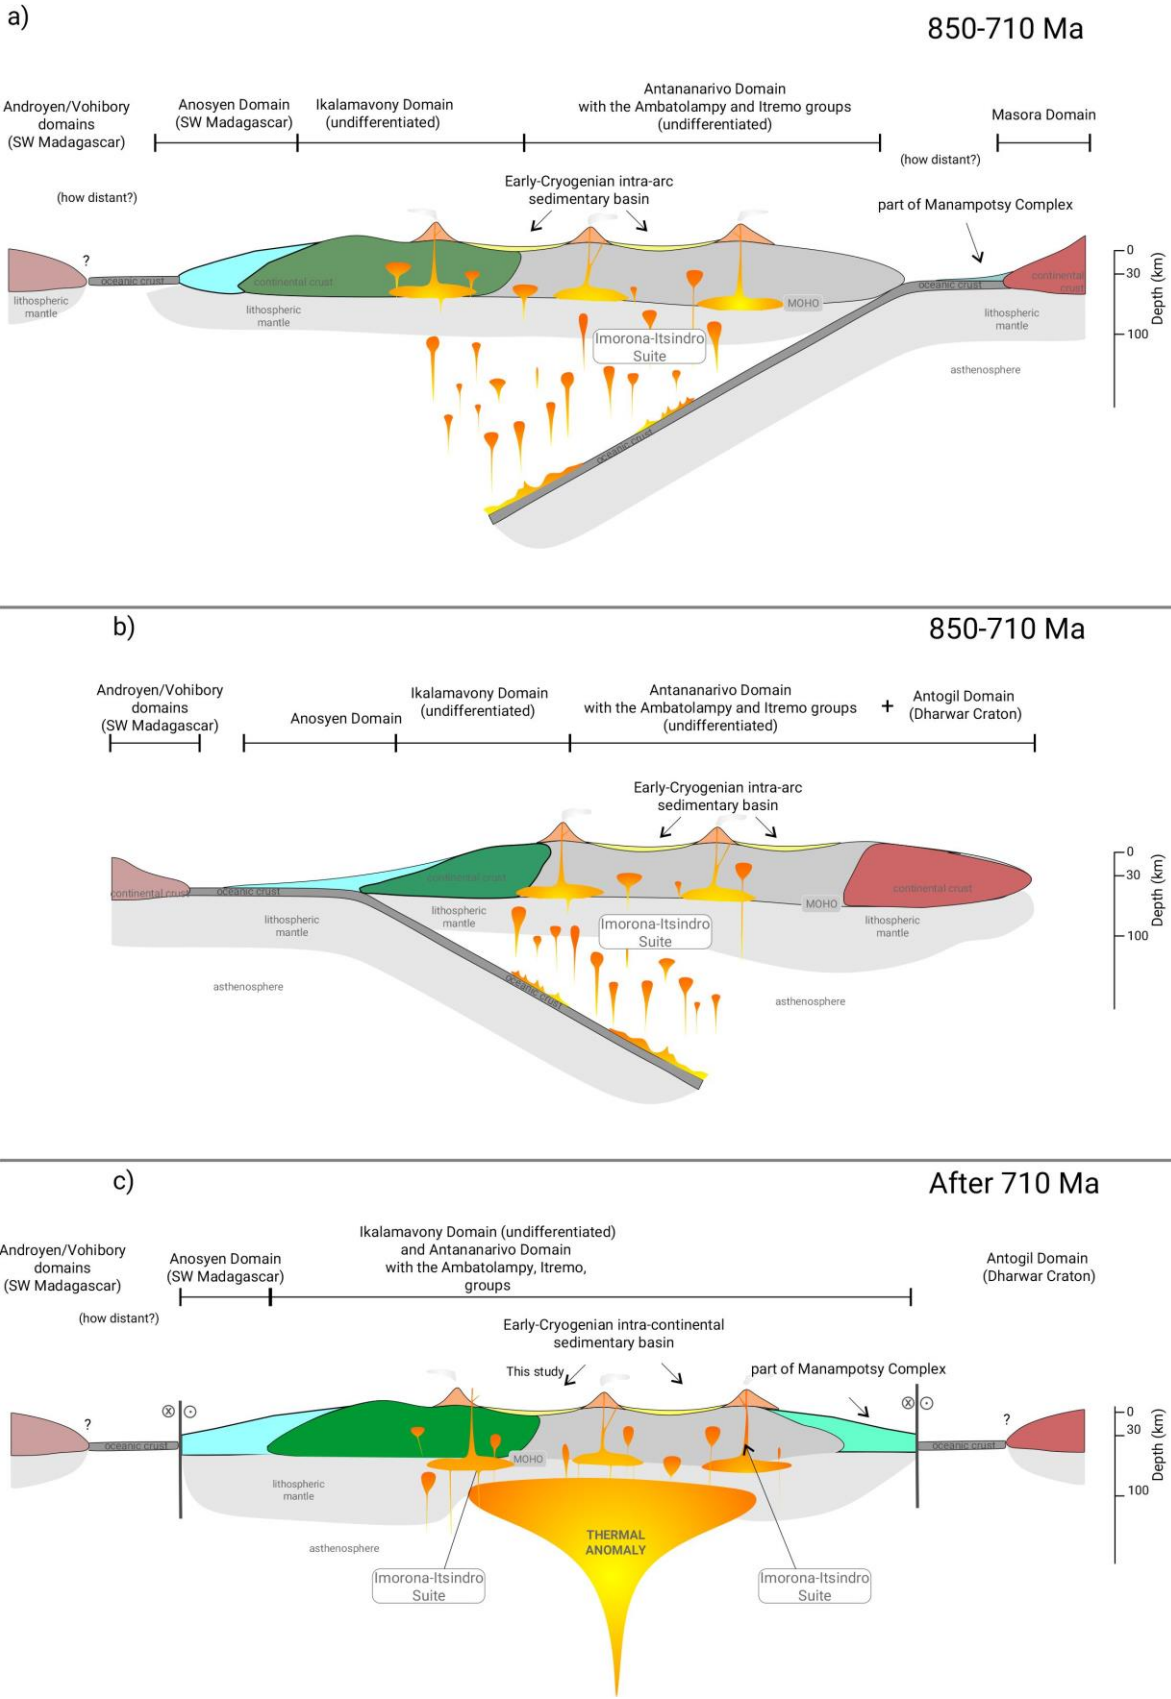 a)
850-710 Ma
Androyen/Vohibory
domains
(SW Madagascar)
Anosyen Domain
(SW Madagascar)
Ikalamavony Domain
(undifferentiated)
Antananarivo Domain
with the Ambatolampy and Itremo groups
(undifferentiated)
Masora Domain
(how distant?)
(how distant?)
Early-Cryogenian intra-arc
sedimentary basin
part of Manampotsy Complex
?
oceanic crust
continental crust
oceanic crust
continental
crust
lithospheric
mantle
lithospheric
mantle
MOHO
lithospheric
mantle
Imorona-Itsindro
Suite
asthenosphere
oceanic crust
0
30
100
Depth (km)
b)
850-710 Ma
Androyen/Vohibory
domains
(SW Madagascar)
Anosyen Domain
Ikalamavony Domain
(undifferentiated)
Antananarivo Domain
with the Ambatolampy and Itremo groups
(undifferentiated)
+
Antogil Domain
(Dharwar Craton)
Early-Cryogenian intra-arc
sedimentary basin
continental crust
oceanic crust
continental crust
continental crust
MOHO
lithospheric
mantle
lithospheric
mantle
lithospheric
mantle
Imorona-Itsindro
Suite
asthenosphere
oceanic crust
asthenosphere
0
30
100
Depth (km)
c)
After 710 Ma
Androyen/Vohibory
domains
(SW Madagascar)
Anosyen Domain
(SW Madagascar)
Ikalamavony Domain (undifferentiated)
and Antananarivo Domain
with the Ambatolampy, Itremo,
groups
Antogil Domain
(Dharwar Craton)
(how distant?)
Early-Cryogenian intra-continental
sedimentary basin
This study
part of Manampotsy Complex
?
oceanic crust
MOHO
oceanic crust
?
lithospheric
mantle
asthenosphere
THERMAL
ANOMALY
Imorona-Itsindro
Suite
Imorona-Itsindro
Suite
0
30
100
Depth (km)